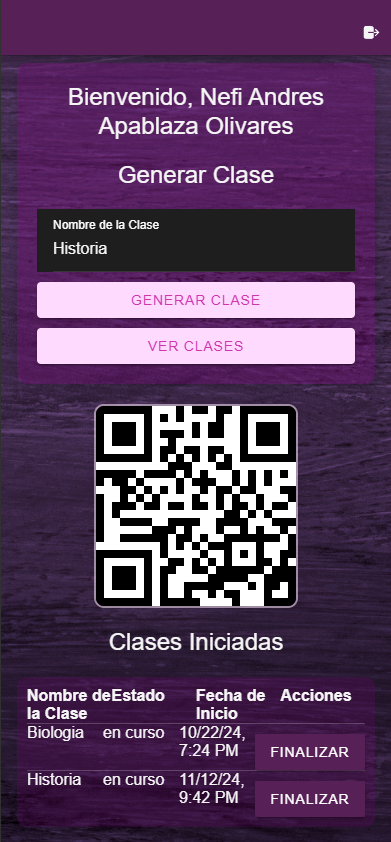 Bienvenido, Nefi Andres
Apablaza Olivares
Generar Clase
Nombre de la Clase
Historia
GENERAR CLASE
VER CLASES
Clases Iniciadas
Nombre de la Clase Estado Fecha de Inicio Acciones
Biologia en curso 10/22/24, 7:24 PM FINALIZAR
Historia en curso 11/12/24, 9:42 PM FINALIZAR